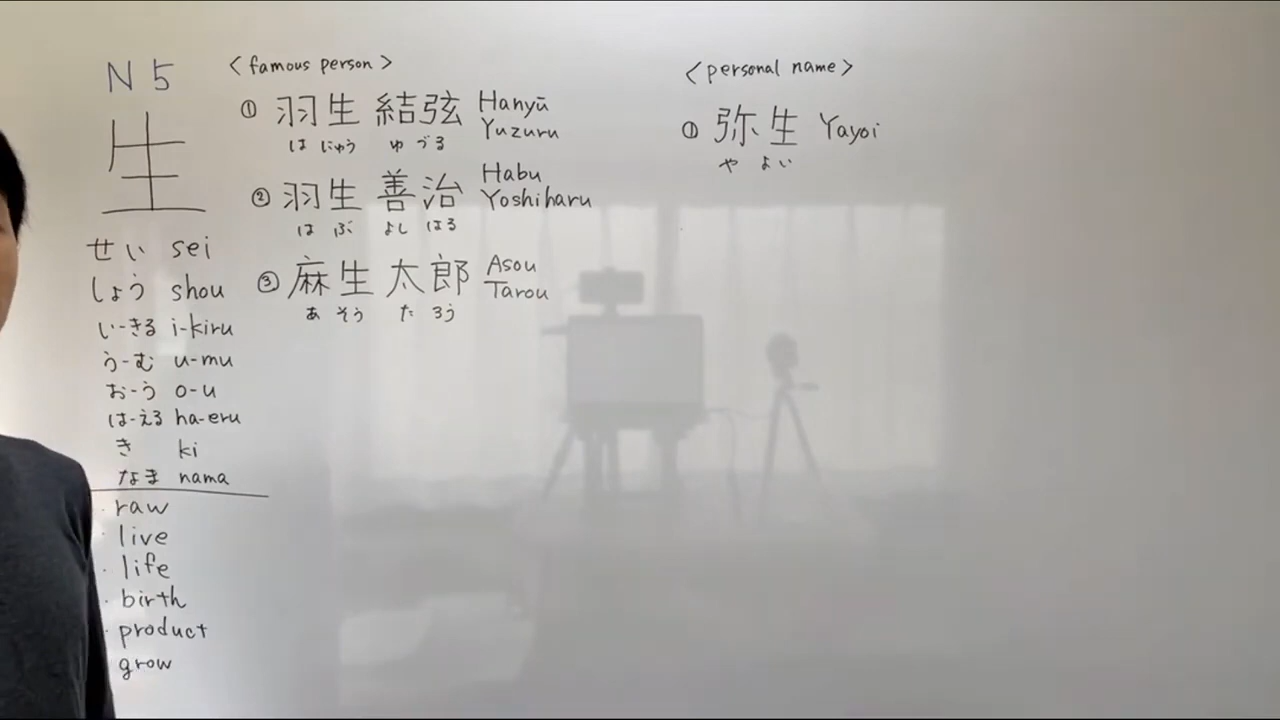 N5
生
せい sei
しょう shou
い-きる i-kiru
う-む u-mu
お-う o-u
は-える ha-eru
き ki
なま nama
・raw
・live
・life
・birth
・product
grow
<famous person>
① 羽生 結弦 Hanyū
Yuzuru
は にゅう ゆ づる
② 羽生 善治 Habu
Yoshiharu
は ぶ よし はる
③ 麻生 太郎 Asou
Tarou
あ そう た ろう
<personal name>
① 弥生 Yayoi
や よい